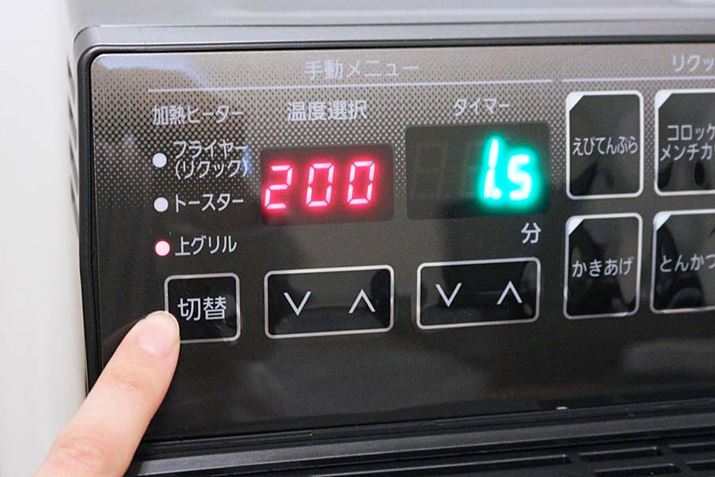 手動メニュー
リクッ
加熱ヒーター
温度選択
タイマー
フライヤー
(リクック)
トースター
上グリル
200
1.5
分
切替
えびてんぷら
コロッケ
メンチカ
かきあげ
とんかつ